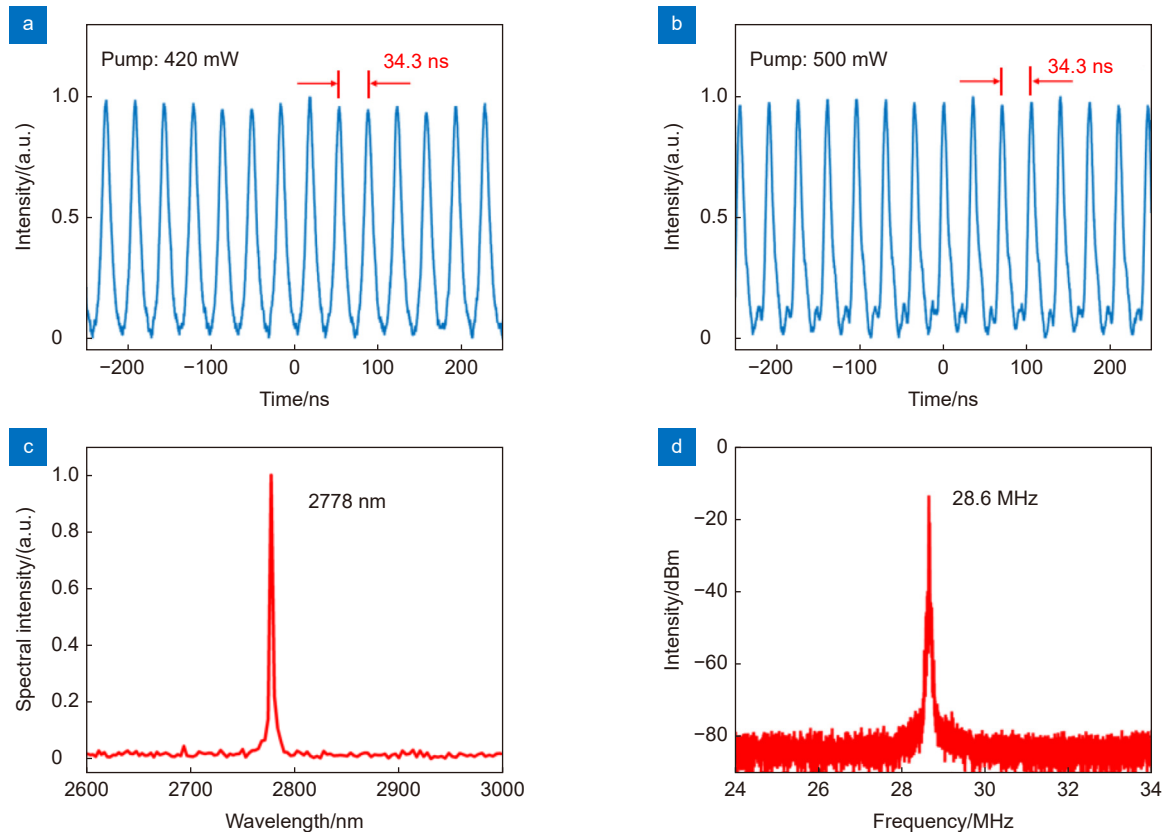 a
Pump: 420 mW
34.3 ns
1.0
0.5
0
Intensity/(a.u.)
−200
−100
0
100
200
Time/ns
b
Pump: 500 mW
34.3 ns
1.0
0.5
0
Intensity/(a.u.)
−200
−100
0
100
200
Time/ns
c
2778 nm
1.0
0.8
0.6
0.4
0.2
0
Spectral intensity/(a.u.)
2600
2700
2800
2900
3000
Wavelength/nm
d
28.6 MHz
0
−20
−40
−60
−80
Intensity/dBm
24
26
28
30
32
34
Frequency/MHz